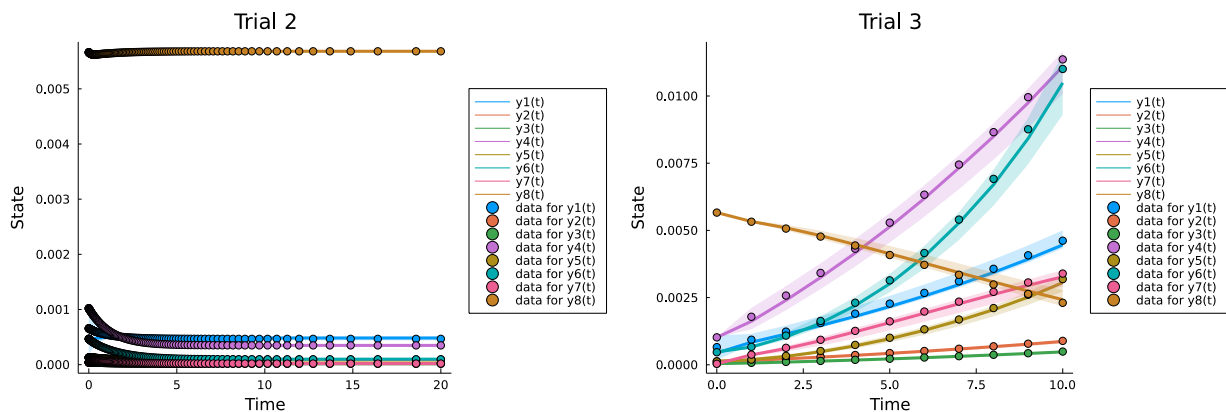 Trial 2
State
0.005
0.004
0.003
0.002
0.001
0.000
0
5
10
15
20
Time
y1(t)
y2(t)
y3(t)
y4(t)
y5(t)
y6(t)
y7(t)
y8(t)
data for y1(t)
data for y2(t)
data for y3(t)
data for y4(t)
data for y5(t)
data for y6(t)
data for y7(t)
data for y8(t)
Trial 3
State
0.0100
0.0075
0.0050
0.0025
0.0000
0.0
2.5
5.0
7.5
10.0
Time
y1(t)
y2(t)
y3(t)
y4(t)
y5(t)
y6(t)
y7(t)
y8(t)
data for y1(t)
data for y2(t)
data for y3(t)
data for y4(t)
data for y5(t)
data for y6(t)
data for y7(t)
data for y8(t)